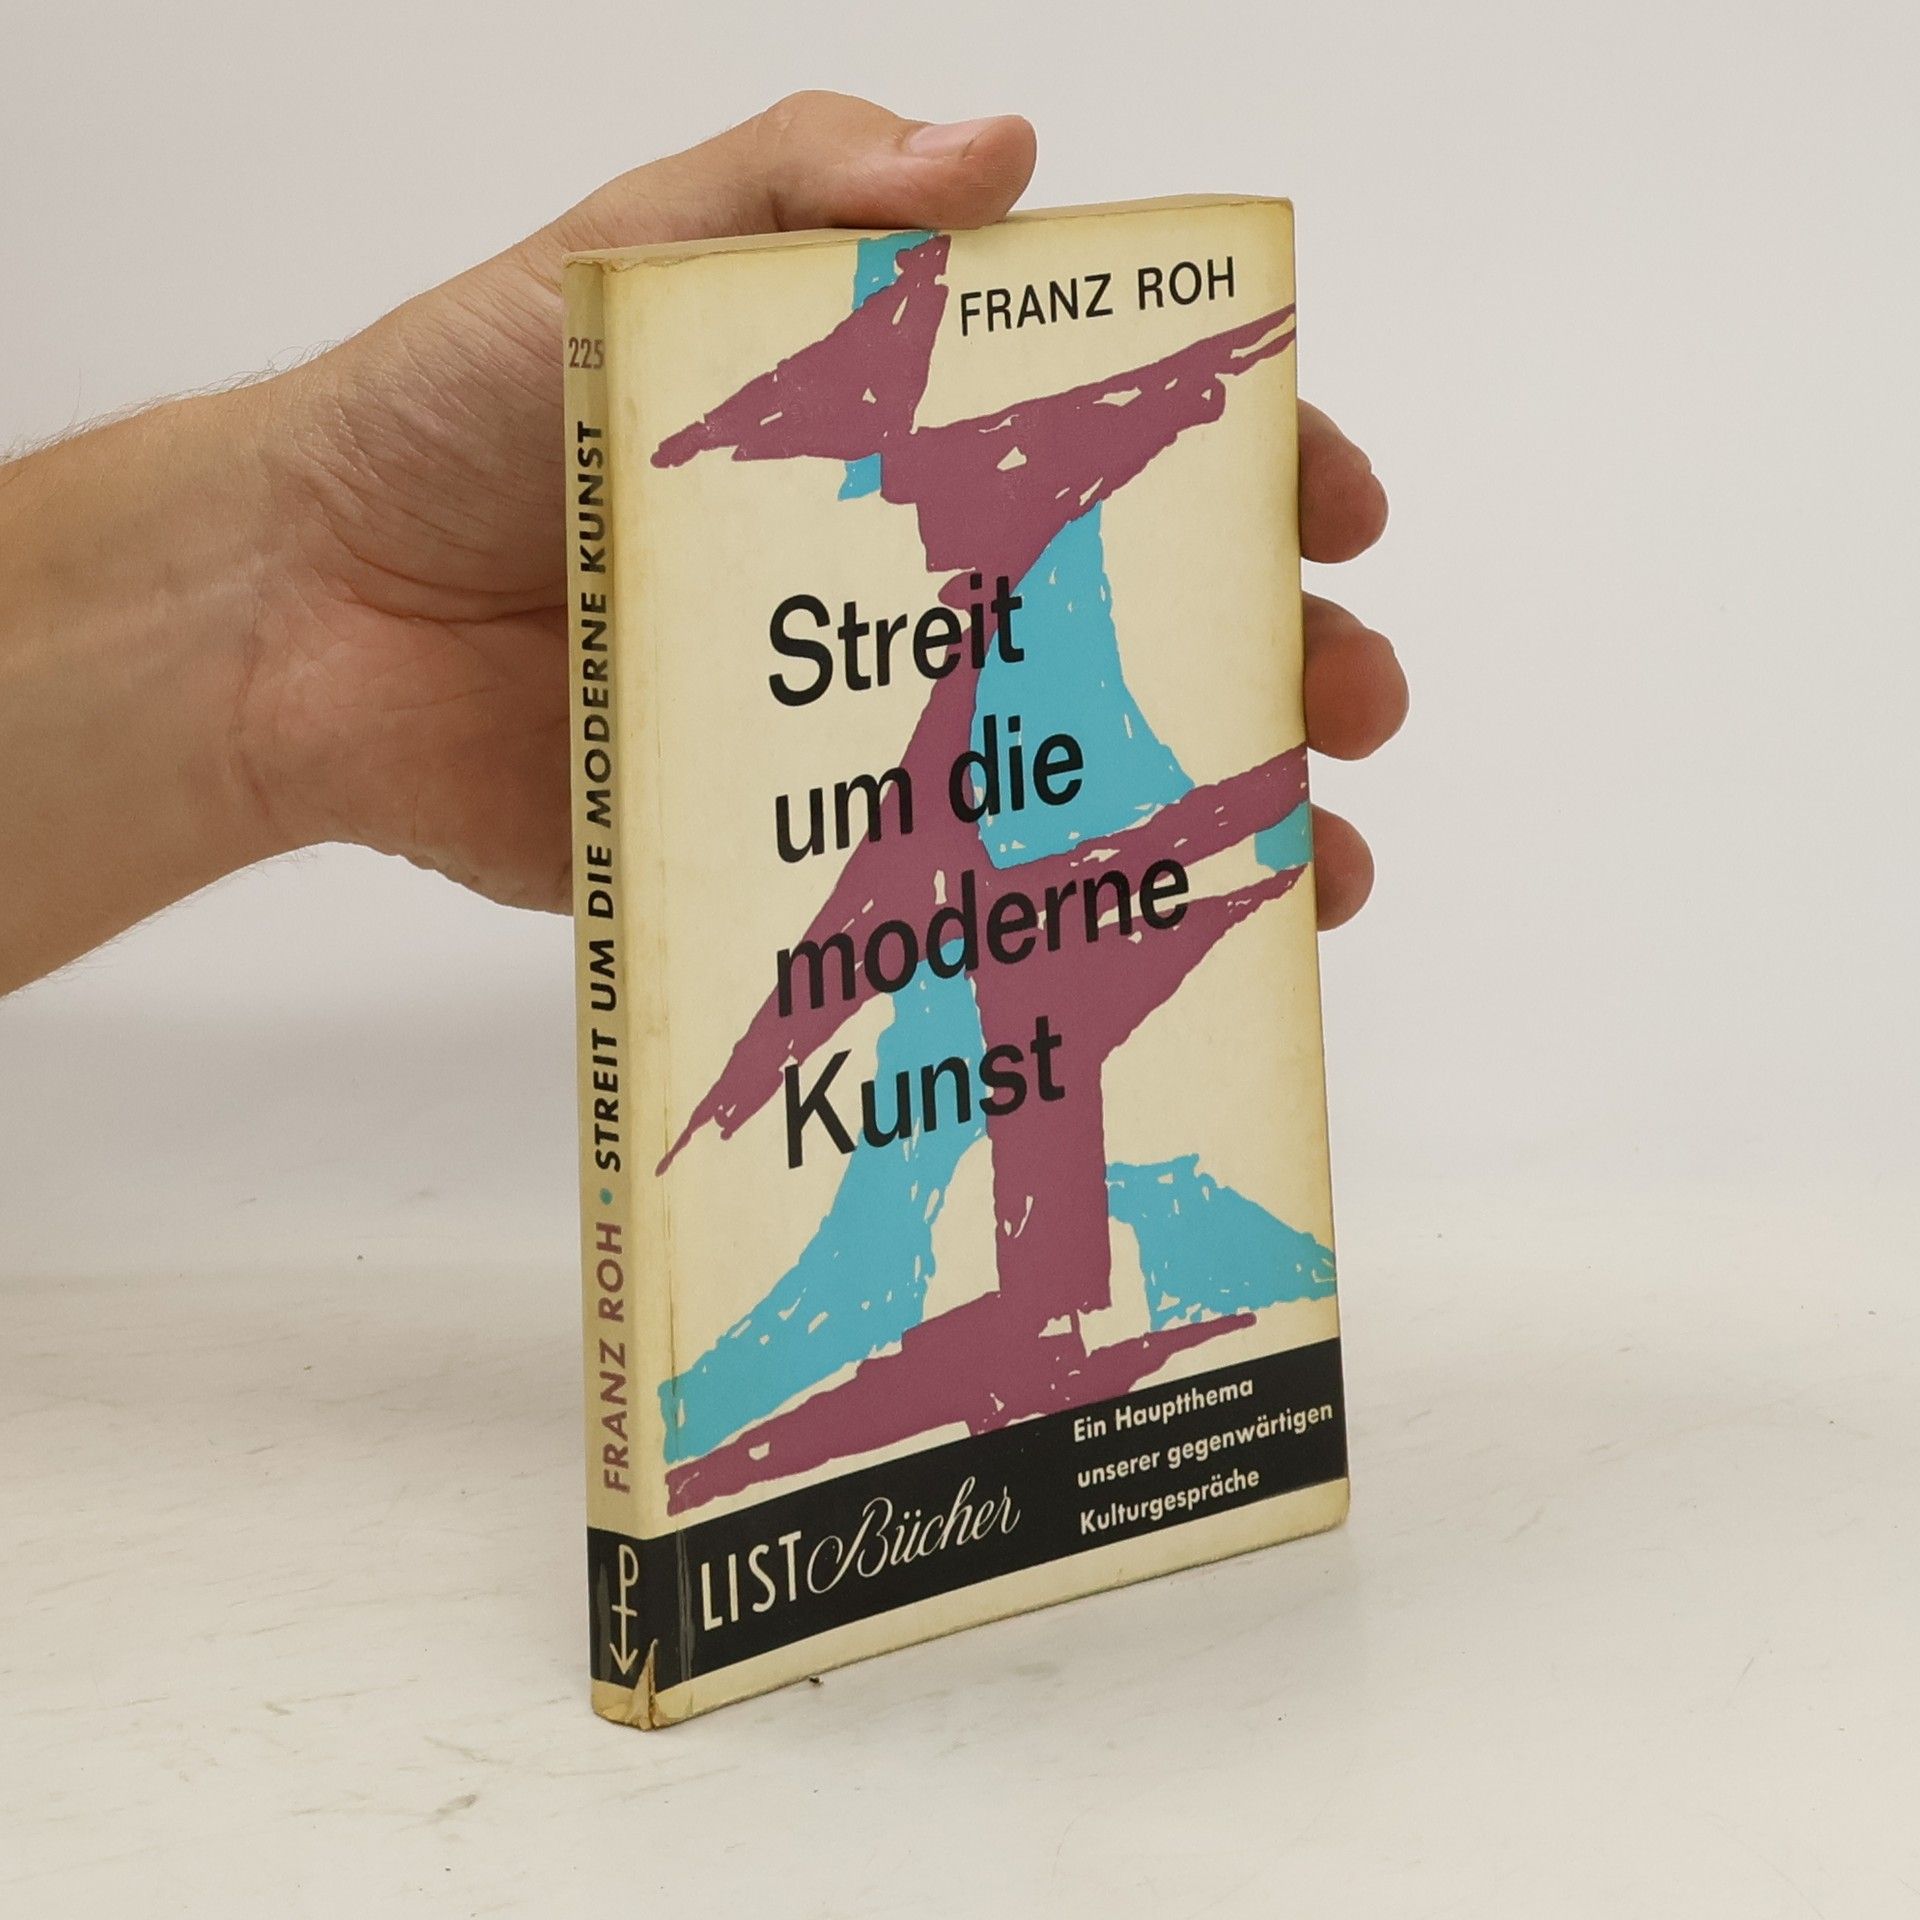 FRANZ ROH
Streit
um die
moderne
Kunst
LIST Bücher
Ein Hauptthema
unserer gegenwärtigen
Kulturgespräche
225
FRANZ ROH • STREIT UM DIE MODERNE KUNST